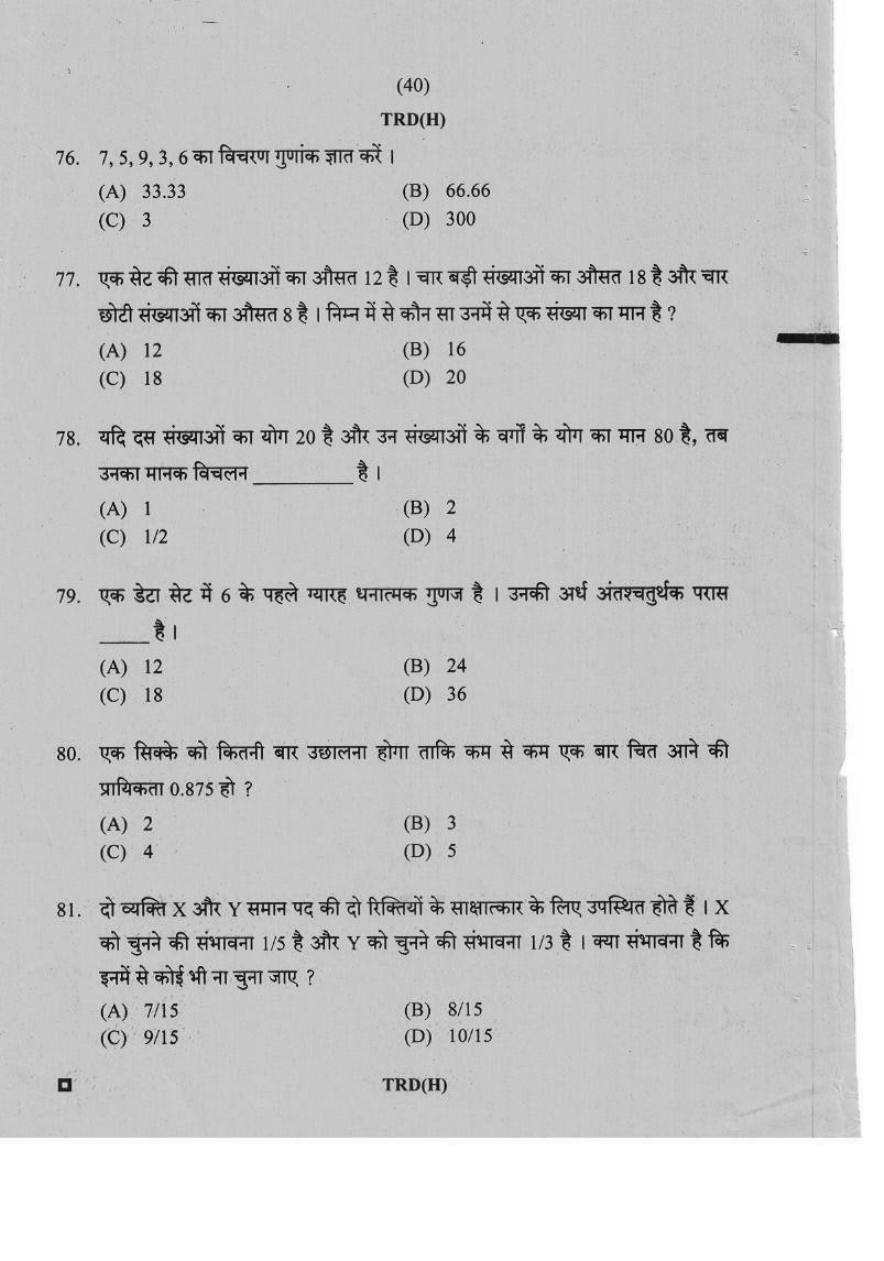 (40)
TRD(H)
76. 7, 5, 9, 3, 6 का विचरण गुणांक ज्ञात करें ।
(A) 33.33 (B) 66.66
(C) 3 (D) 300
77. एक सेट की सात संख्याओं का औसत 12 है । चार बड़ी संख्याओं का औसत 18 है और चार
छोटी संख्याओं का औसत 8 है । निम्न में से कौन सा उनमें से एक संख्या का मान है ?
(A) 12 (B) 16
(C) 18 (D) 20
78. यदि दस संख्याओं का योग 20 है और उन संख्याओं के वर्गों के योग का मान 80 है, तब
उनका मानक विचलन __________ है ।
(A) 1 (B) 2
(C) 1/2 (D) 4
79. एक डेटा सेट में 6 के पहले ग्यारह धनात्मक गुणज है । उनकी अर्ध अंतश्चतुर्थक परास
_____ है ।
(A) 12 (B) 24
(C) 18 (D) 36
80. एक सिक्के को कितनी बार उछालना होगा ताकि कम से कम एक बार चित आने की
प्रायिकता 0.875 हो ?
(A) 2 (B) 3
(C) 4 (D) 5
81. दो व्यक्ति X और Y समान पद की दो रिक्तियों के साक्षात्कार के लिए उपस्थित होते हैं । X
को चुनने की संभावना 1/5 है और Y को चुनने की संभावना 1/3 है । क्या संभावना है कि
इनमें से कोई भी ना चुना जाए ?
(A) 7/15 (B) 8/15
(C) 9/15 (D) 10/15
TRD(H)